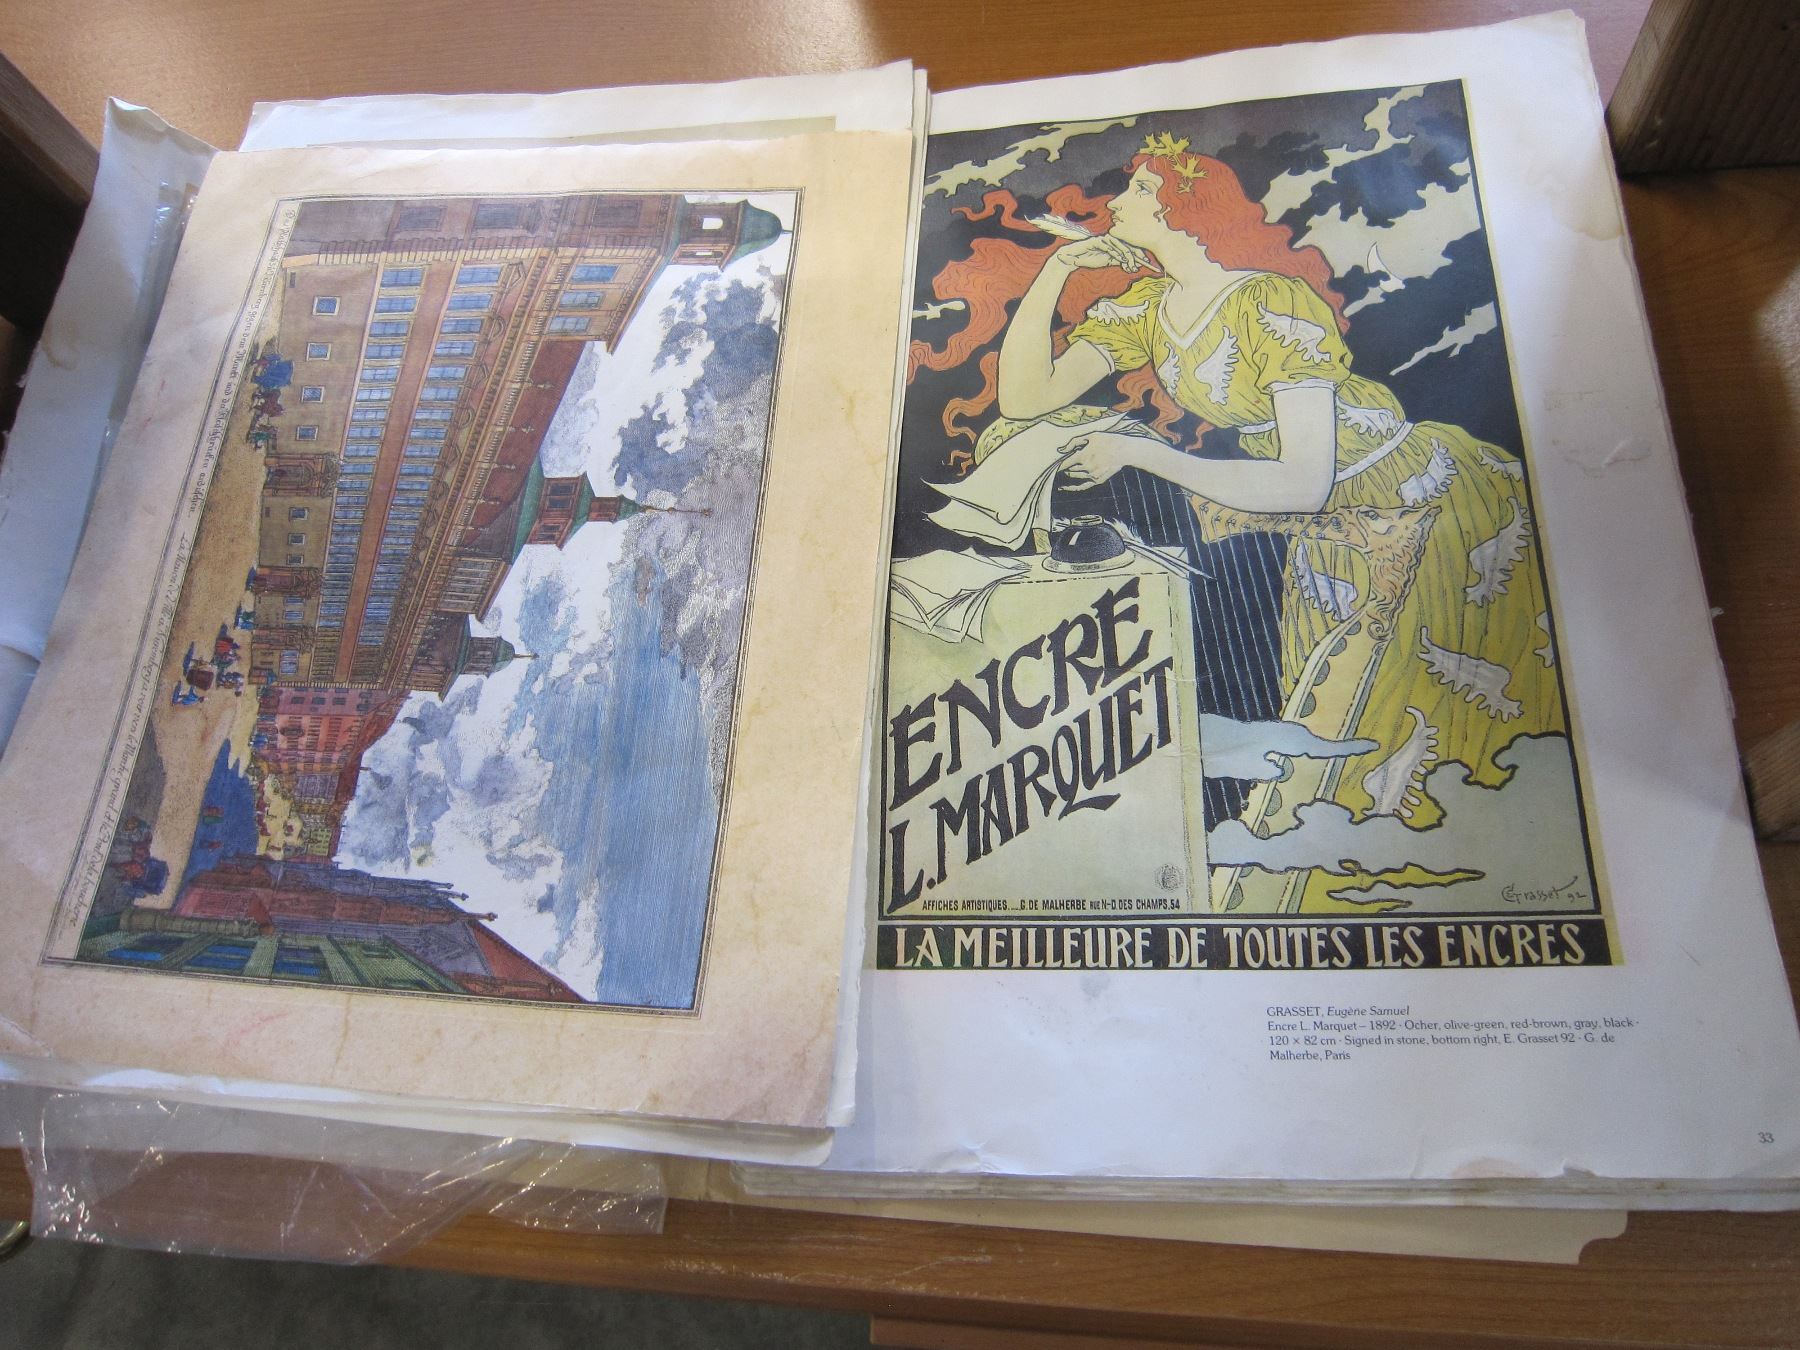 ENCRE
L. MARQUET
AFFICHES ARTISTIQUES.__G. DE MALHERBE RUE N-D. DES CHAMPS, 54
EGrasset 92
LA MEILLEURE DE TOUTES LES ENCRES
GRASSET, Eugène Samuel
Encre L. Marquet – 1892 · Ocher, olive-green, red-brown, gray, black ·
120 × 82 cm · Signed in stone, bottom right, E. Grasset 92 · G. de
Malherbe, Paris
33